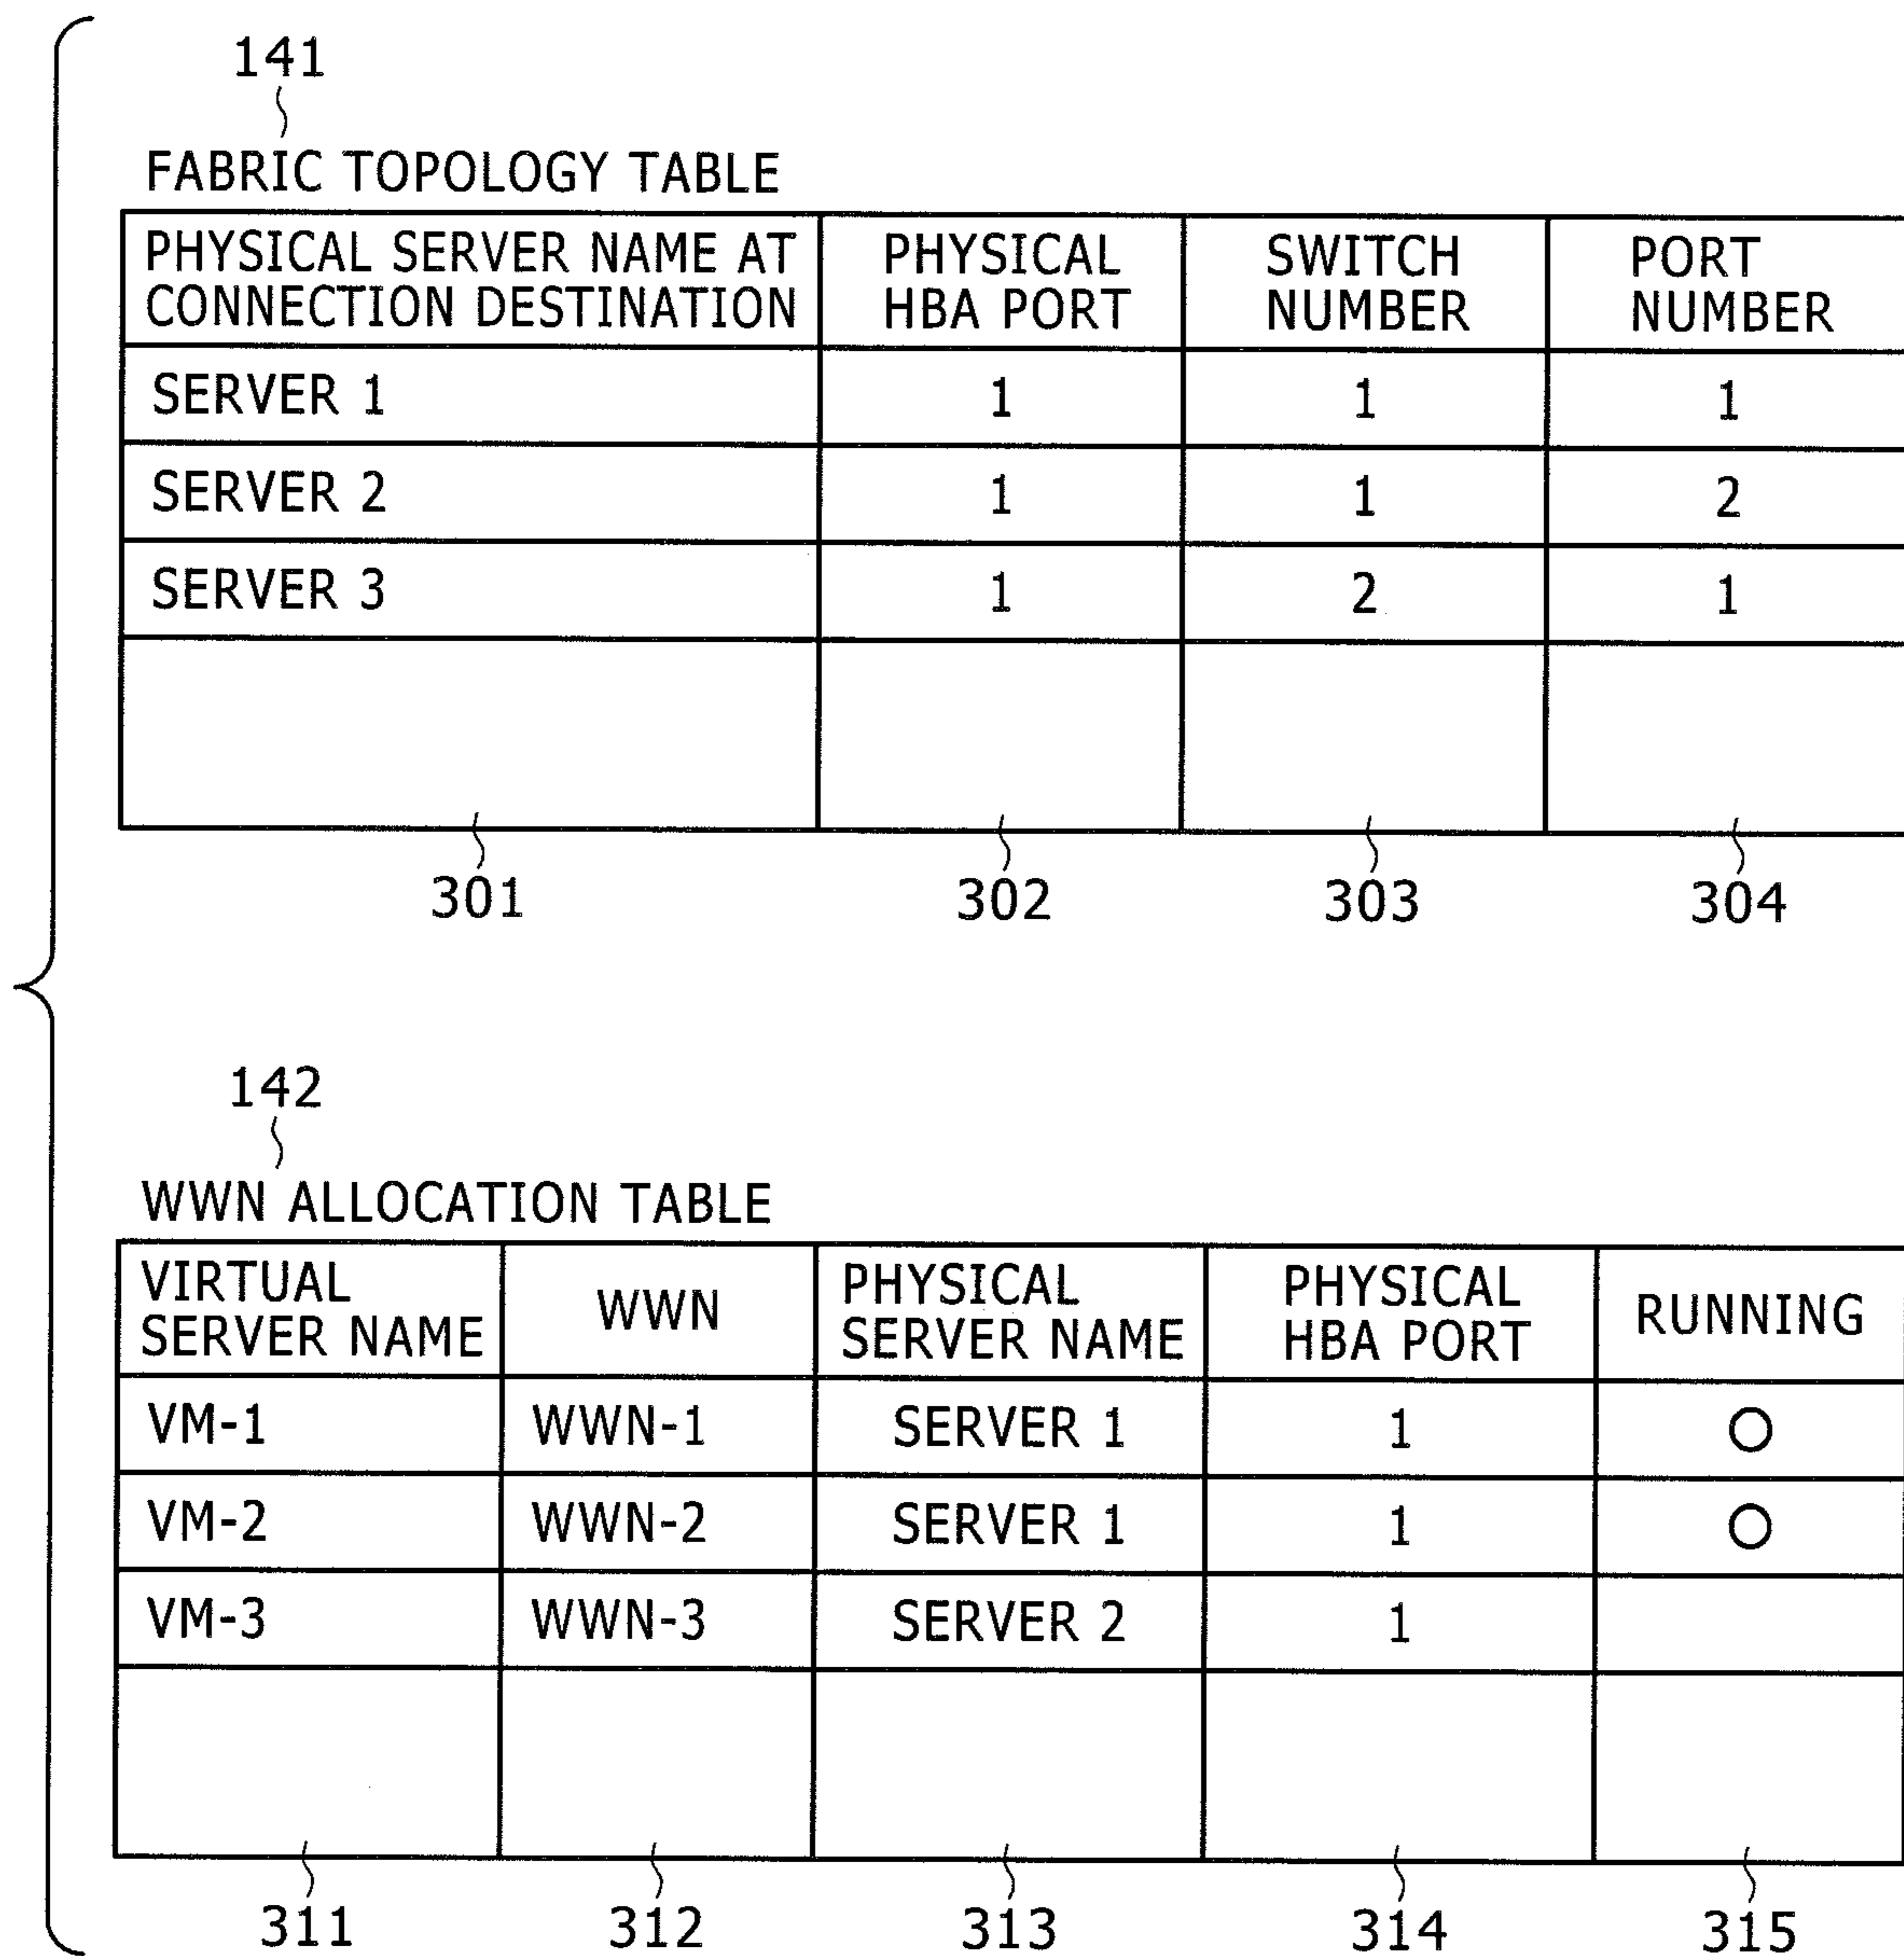 141
FABRIC TOPOLOGY TABLE
PHYSICAL SERVER NAME AT CONNECTION DESTINATION PHYSICAL HBA PORT SWITCH NUMBER PORT NUMBER
SERVER 1 1 1 1
SERVER 2 1 1 2
SERVER 3 1 2 1
301 302 303 304
142
WWN ALLOCATION TABLE
VIRTUAL SERVER NAME WWN PHYSICAL SERVER NAME PHYSICAL HBA PORT RUNNING
VM-1 WWN-1 SERVER 1 1 ○
VM-2 WWN-2 SERVER 1 1 ○
VM-3 WWN-3 SERVER 2 1
311 312 313 314 315